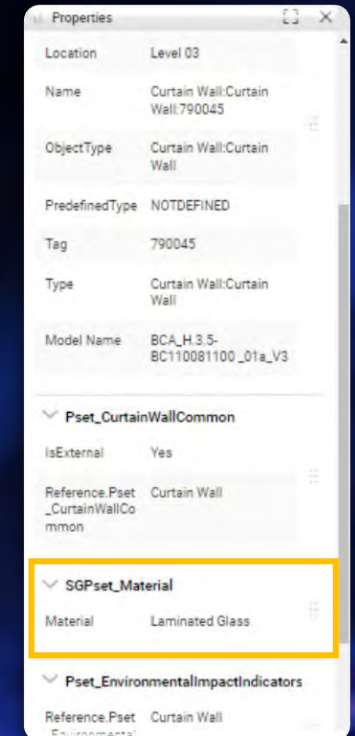 Properties
Location Level 03
Name Curtain Wall:Curtain
Wall:790045
ObjectType Curtain Wall:Curtain
Wall
PredefinedType NOTDEFINED
Tag 790045
Type Curtain Wall:Curtain
Wall
Model Name BCA_H.3.5-
BC110081100 _01a_V3
Pset_CurtainWallCommon
IsExternal Yes
Reference.Pset Curtain Wall
_CurtainWallCo
mmon
SGPset_Material
Material Laminated Glass
Pset_EnvironmentalImpactIndicators
Reference.Pset Curtain Wall